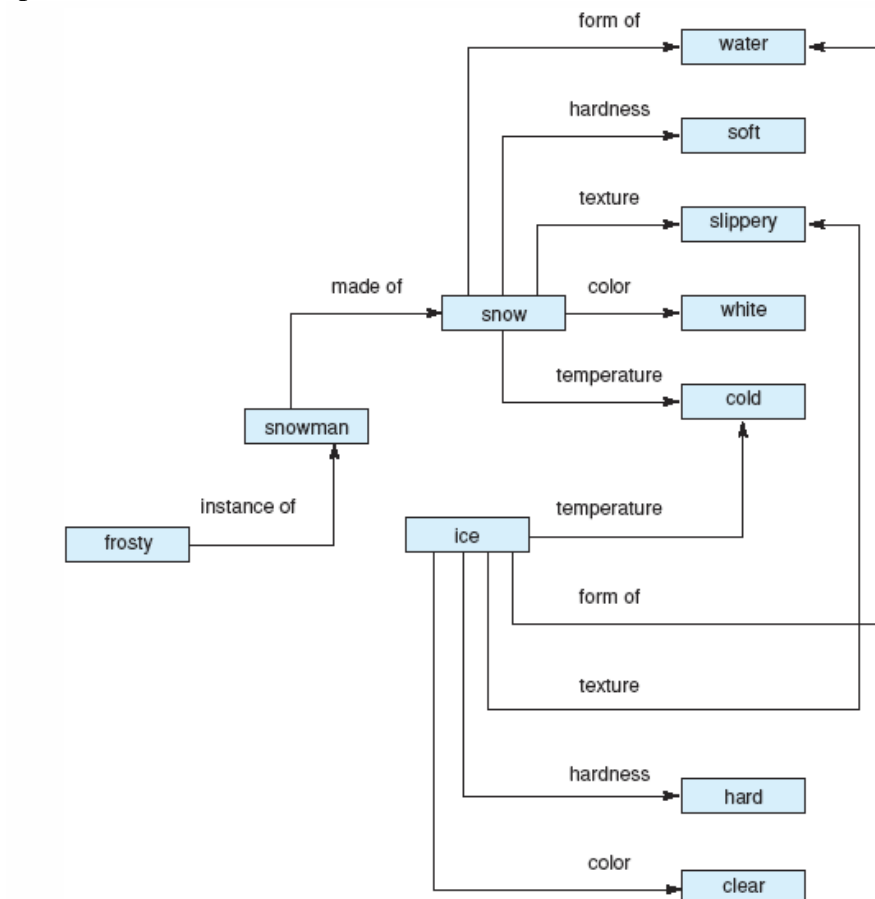 form of
water
hardness
soft
texture
slippery
made of
snow
color
white
temperature
cold
snowman
instance of
frosty
ice
temperature
form of
texture
hardness
hard
color
clear